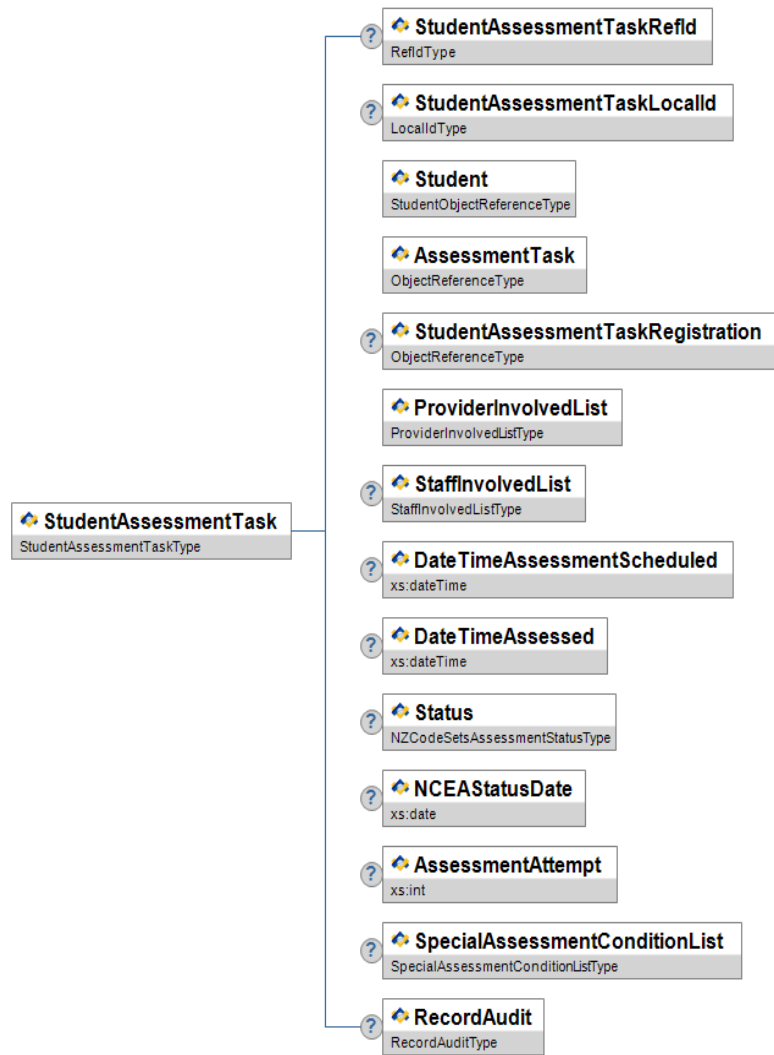 ?
StudentAssessmentTaskRefId
RefIdType
?
StudentAssessmentTaskLocalId
LocalIdType
Student
StudentObjectReferenceType
AssessmentTask
ObjectReferenceType
?
StudentAssessmentTaskRegistration
ObjectReferenceType
ProviderInvolvedList
ProviderInvolvedListType
?
StaffInvolvedList
StaffInvolvedListType
StudentAssessmentTask
StudentAssessmentTaskType
?
DateTimeAssessmentScheduled
xs:dateTime
?
DateTimeAssessed
xs:dateTime
?
Status
NZCodeSetsAssessmentStatusType
?
NCEAStatusDate
xs:date
?
AssessmentAttempt
xs:int
?
SpecialAssessmentConditionList
SpecialAssessmentConditionListType
?
RecordAudit
RecordAuditType